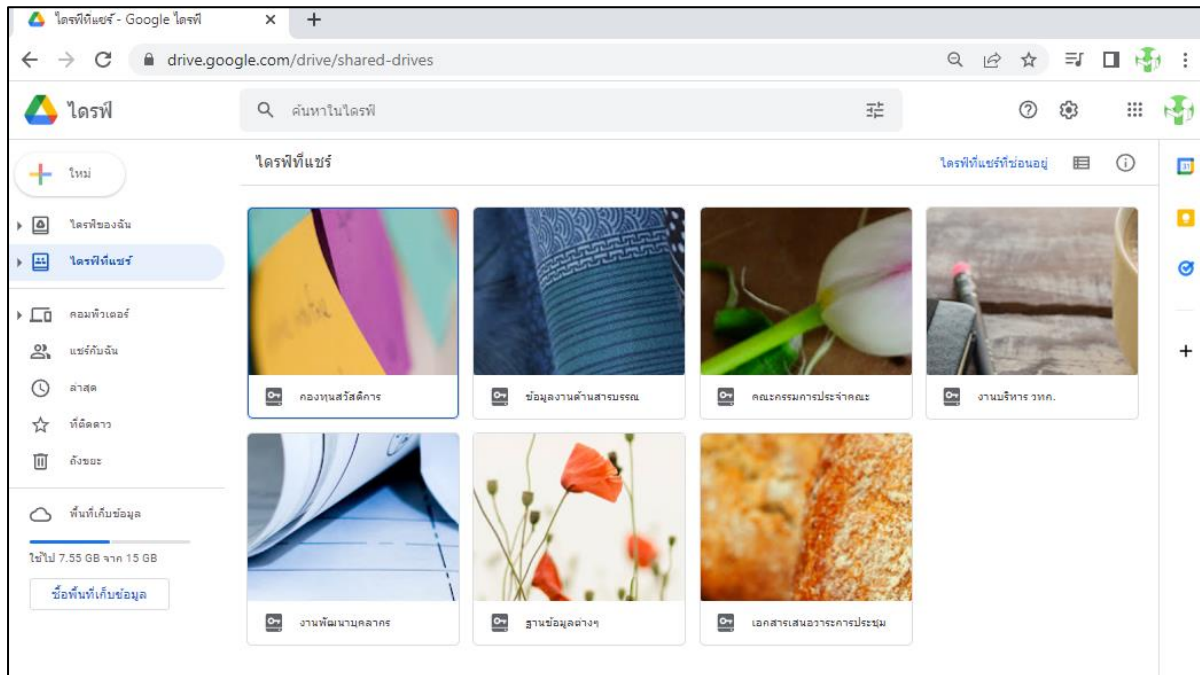 ไดรฟ์ที่แชร์ - Google ไดรฟ์
drive.google.com/drive/shared-drives
ไดรฟ์
ค้นหาในไดรฟ์
ใหม่
ไดรฟ์ของฉัน
ไดรฟ์ที่แชร์
คอมพิวเตอร์
แชร์กับฉัน
ล่าสุด
ที่ติดดาว
ถังขยะ
พื้นที่เก็บข้อมูล
ใช้ไป 7.55 GB จาก 15 GB
ซื้อพื้นที่เก็บข้อมูล
ไดรฟ์ที่แชร์
ไดรฟ์ที่แชร์ที่ซ่อนอยู่
กองทุนสวัสดิการ
ข้อมูลงานด้านสารบรรณ
คณะกรรมการประจำคณะ
งานบริหาร วทก.
งานพัฒนาบุคลากร
ฐานข้อมูลต่างๆ
เอกสารเสนอวาระการประชุม
31